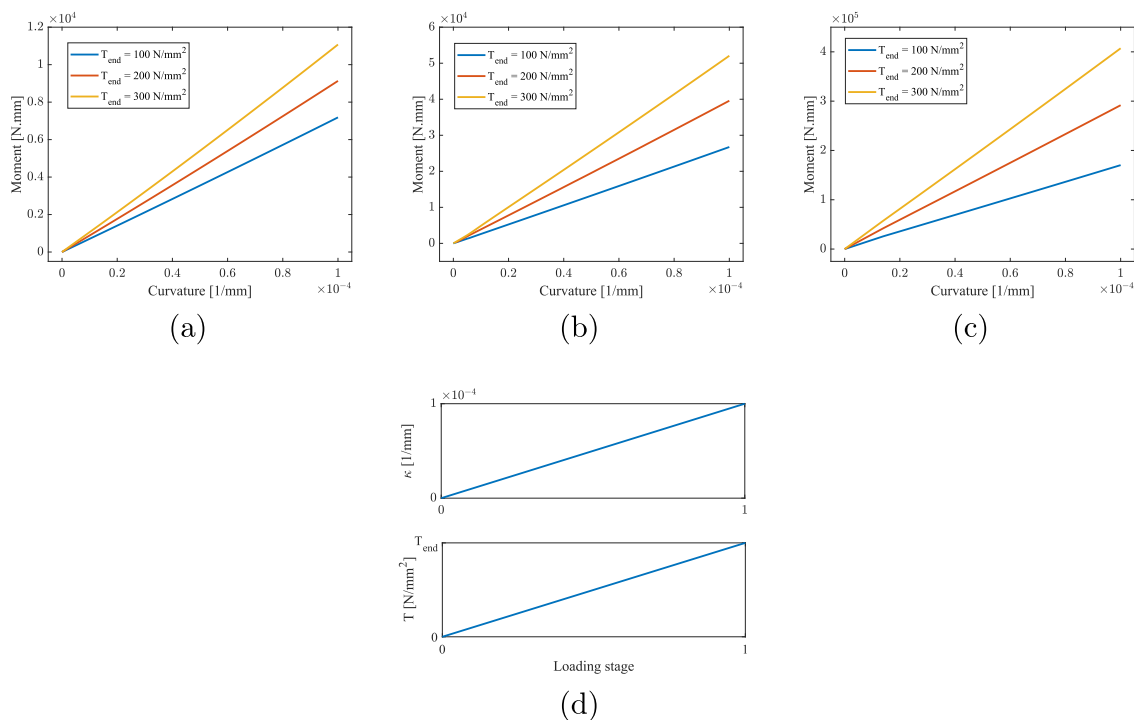 ×10⁴
1.2
1
0.8
0.6
0.4
0.2
0
Moment [N.mm]
T_end = 100 N/mm²
T_end = 200 N/mm²
T_end = 300 N/mm²
0 0.2 0.4 0.6 0.8 1
Curvature [1/mm] ×10⁻⁴
(a)
×10⁴
6
5
4
3
2
1
0
Moment [N.mm]
T_end = 100 N/mm²
T_end = 200 N/mm²
T_end = 300 N/mm²
0 0.2 0.4 0.6 0.8 1
Curvature [1/mm] ×10⁻⁴
(b)
×10⁵
4
3
2
1
0
Moment [N.mm]
T_end = 100 N/mm²
T_end = 200 N/mm²
T_end = 300 N/mm²
0 0.2 0.4 0.6 0.8 1
Curvature [1/mm] ×10⁻⁴
(c)
×10⁻⁴
1
κ [1/mm]
0
0 1
T_end
T [N/mm²]
0
0 1
Loading stage
(d)